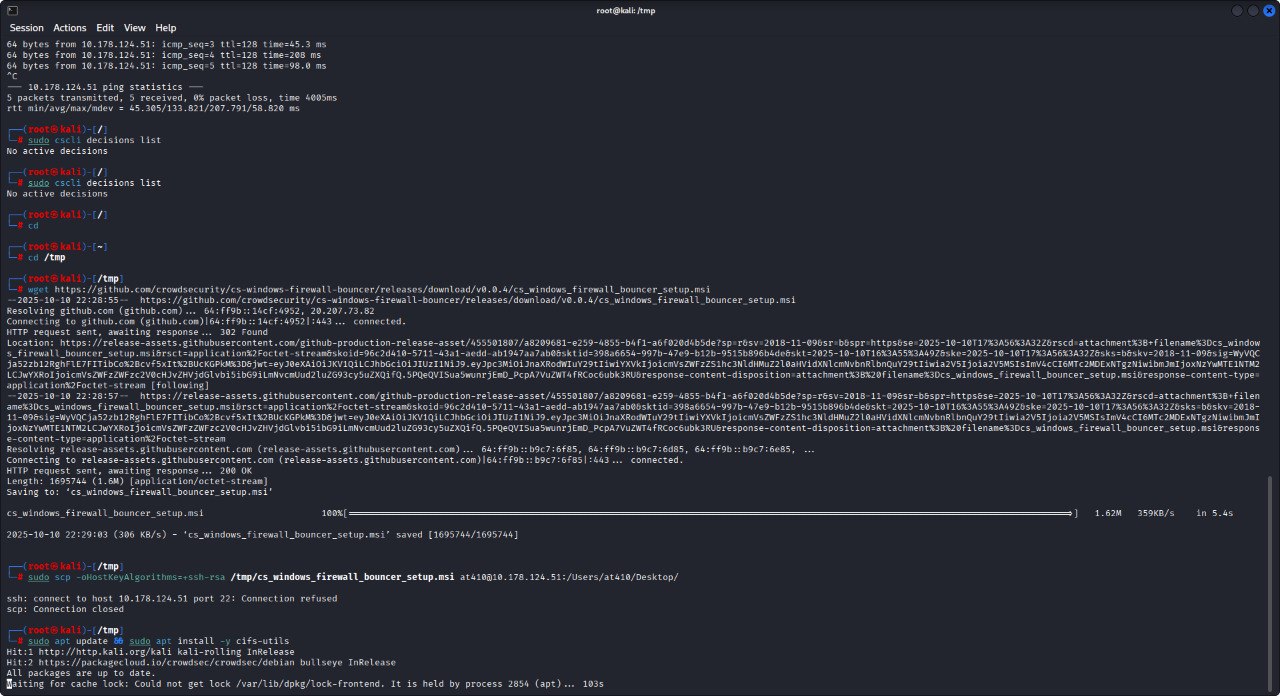 root@kali: /tmp
Session Actions Edit View Help
64 bytes from 10.178.124.51: icmp_seq=3 ttl=128 time=45.3 ms
64 bytes from 10.178.124.51: icmp_seq=4 ttl=128 time=208 ms
64 bytes from 10.178.124.51: icmp_seq=5 ttl=128 time=98.0 ms
^C
--- 10.178.124.51 ping statistics ---
5 packets transmitted, 5 received, 0% packet loss, time 4005ms
rtt min/avg/max/mdev = 45.305/133.821/207.791/58.820 ms
┌──(root㉿kali)-[/]
└─# sudo cscli decisions list
No active decisions
┌──(root㉿kali)-[/]
└─# sudo cscli decisions list
No active decisions
┌──(root㉿kali)-[/]
└─# cd
┌──(root㉿kali)-[~]
└─# cd /tmp
┌──(root㉿kali)-[/tmp]
└─# wget https://github.com/crowdsecurity/cs-windows-firewall-bouncer/releases/download/v0.0.4/cs_windows_firewall_bouncer_setup.msi
--2025-10-10 22:28:55-- https://github.com/crowdsecurity/cs-windows-firewall-bouncer/releases/download/v0.0.4/cs_windows_firewall_bouncer_setup.msi
Resolving github.com (github.com)... 64:ff9b::14cf:4952, 20.207.73.82
Connecting to github.com (github.com)|64:ff9b::14cf:4952|:443... connected.
HTTP request sent, awaiting response... 302 Found
Location: https://release-assets.githubusercontent.com/github-production-release-asset/455501807/a8209681-e259-4855-b4f1-a6f020d4b5de?sp=r&sv=2018-11-09&sr=b&spr=https&se=2025-10-10T17%3A56%3A32Z&rscd=attachment%3B+filename%3Dcs_window
s_firewall_bouncer_setup.msi&rsct=application%2Foctet-stream&skoid=96c2d410-5711-43a1-aedd-ab1947aa7ab0&sktid=398a6654-997b-47e9-b12b-9515b896b4de&skt=2025-10-10T16%3A55%3A49Z&ske=2025-10-10T17%3A56%3A32Z&sks=b&skv=2018-11-09&sig=
application%2Foctet-stream [following]
--2025-10-10 22:28:57-- https://release-assets.githubusercontent.com/github-production-release-asset/455501807/a8209681-e259-4855-b4f1-a6f020d4b5de?sp=r&sv=2018-11-09&sr=b&spr=https&se=2025-10-10T17%3A56%3A32Z&rscd=attachment%3B+filen
ame%3Dcs_windows_firewall_bouncer_setup.msi&rsct=application%2Foctet-stream&skoid=96c2d410-5711-43a1-aedd-ab1947aa7ab0&sktid=398a6654-997b-47e9-b12b-9515b896b4de&skt=2025-10-10T16%3A55%3A49Z&ske=2025-10-10T17%3A56%3A32Z&sks=b&skv=2018-
e-content-type=application%2Foctet-stream
Resolving release-assets.githubusercontent.com (release-assets.githubusercontent.com)... 64:ff9b::b9c7:6f85, 64:ff9b::b9c7:6d85, 64:ff9b::b9c7:6e85, ...
Connecting to release-assets.githubusercontent.com (release-assets.githubusercontent.com)|64:ff9b::b9c7:6f85|:443... connected.
HTTP request sent, awaiting response... 200 OK
Length: 1695744 (1.6M) [application/octet-stream]
Saving to: ‘cs_windows_firewall_bouncer_setup.msi’
cs_windows_firewall_bouncer_setup.msi 100%[===================>] 1.62M 359KB/s in 5.4s
2025-10-10 22:29:03 (306 KB/s) - ‘cs_windows_firewall_bouncer_setup.msi’ saved [1695744/1695744]
┌──(root㉿kali)-[/tmp]
└─# sudo scp -oHostKeyAlgorithms=+ssh-rsa /tmp/cs_windows_firewall_bouncer_setup.msi at410@10.178.124.51:/Users/at410/Desktop/
ssh: connect to host 10.178.124.51 port 22: Connection refused
scp: Connection closed
┌──(root㉿kali)-[/tmp]
└─# sudo apt update && sudo apt install -y cifs-utils
Hit:1 http://http.kali.org/kali kali-rolling InRelease
Hit:2 https://packagecloud.io/crowdsec/crowdsec/debian bullseye InRelease
All packages are up to date.
Waiting for cache lock: Could not get lock /var/lib/dpkg/lock-frontend. It is held by process 2854 (apt)... 103s